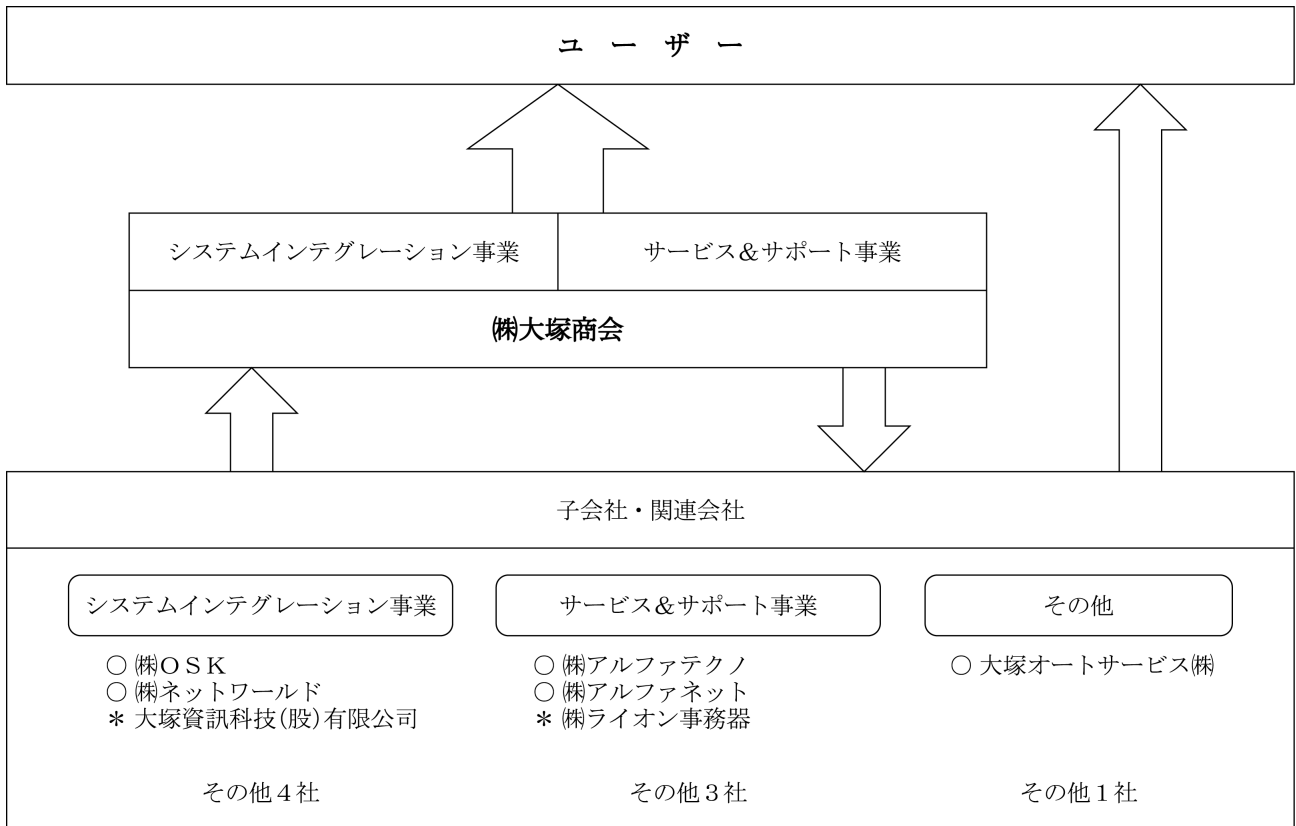 ユ ー ザ ー
システムインテグレーション事業
サービス&サポート事業
㈱大塚商会
子会社・関連会社
システムインテグレーション事業
○ ㈱OSK
○ ㈱ネットワールド
＊ 大塚資訊科技(股)有限公司
その他4社
サービス&サポート事業
○ ㈱アルファテクノ
○ ㈱アルファネット
＊ ㈱ライオン事務器
その他3社
その他
○ 大塚オートサービス㈱
その他1社